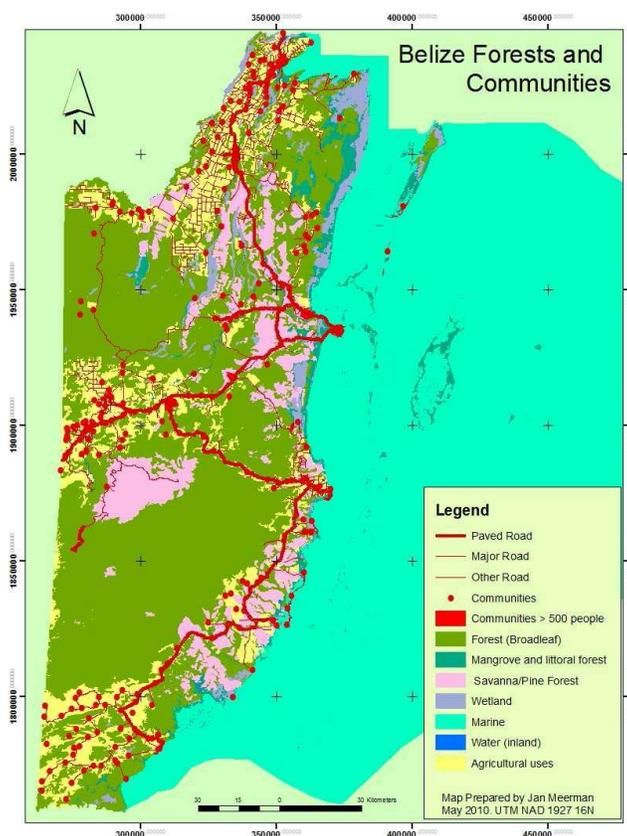 300000 350000 400000 450000
Belize Forests and
Communities
N
2000000
1950000
1900000
1850000
1800000
Legend
Paved Road
Major Road
Other Road
Communities
Communities > 500 people
Forest (Broadleaf)
Mangrove and littoral forest
Savanna/Pine Forest
Wetland
Marine
Water (inland)
Agricultural uses
Map Prepared by Jan Meerman
May 2010. UTM NAD 1927 16N
30 15 0 30 Kilometers
300000 350000 400000 450000